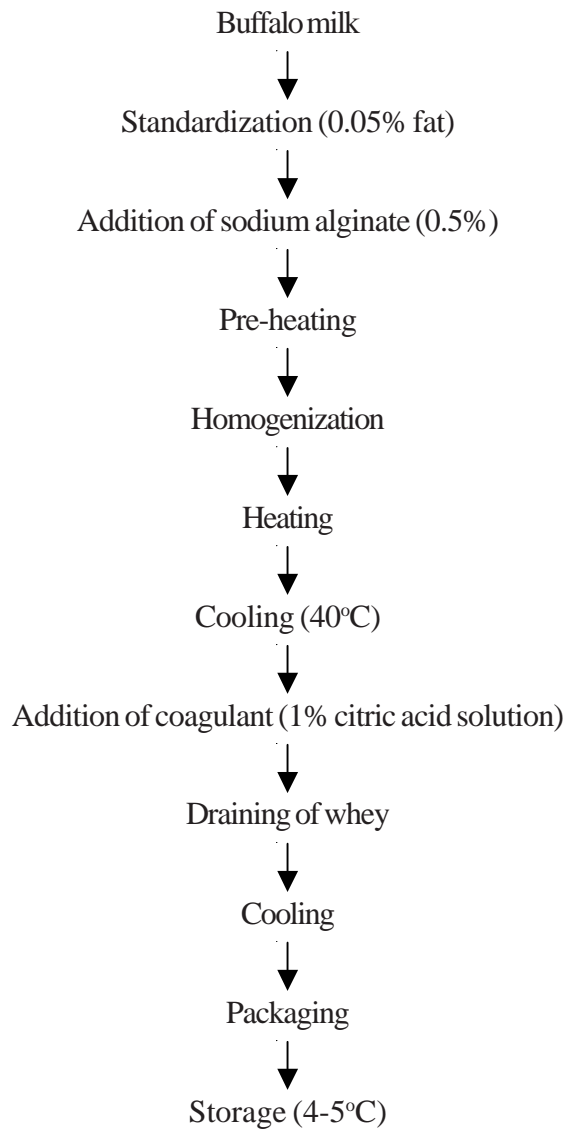 Buffalo milk
Standardization (0.05% fat)
Addition of sodium alginate (0.5%)
Pre-heating
Homogenization
Heating
Cooling (40°C)
Addition of coagulant (1% citric acid solution)
Draining of whey
Cooling
Packaging
Storage (4-5°C)